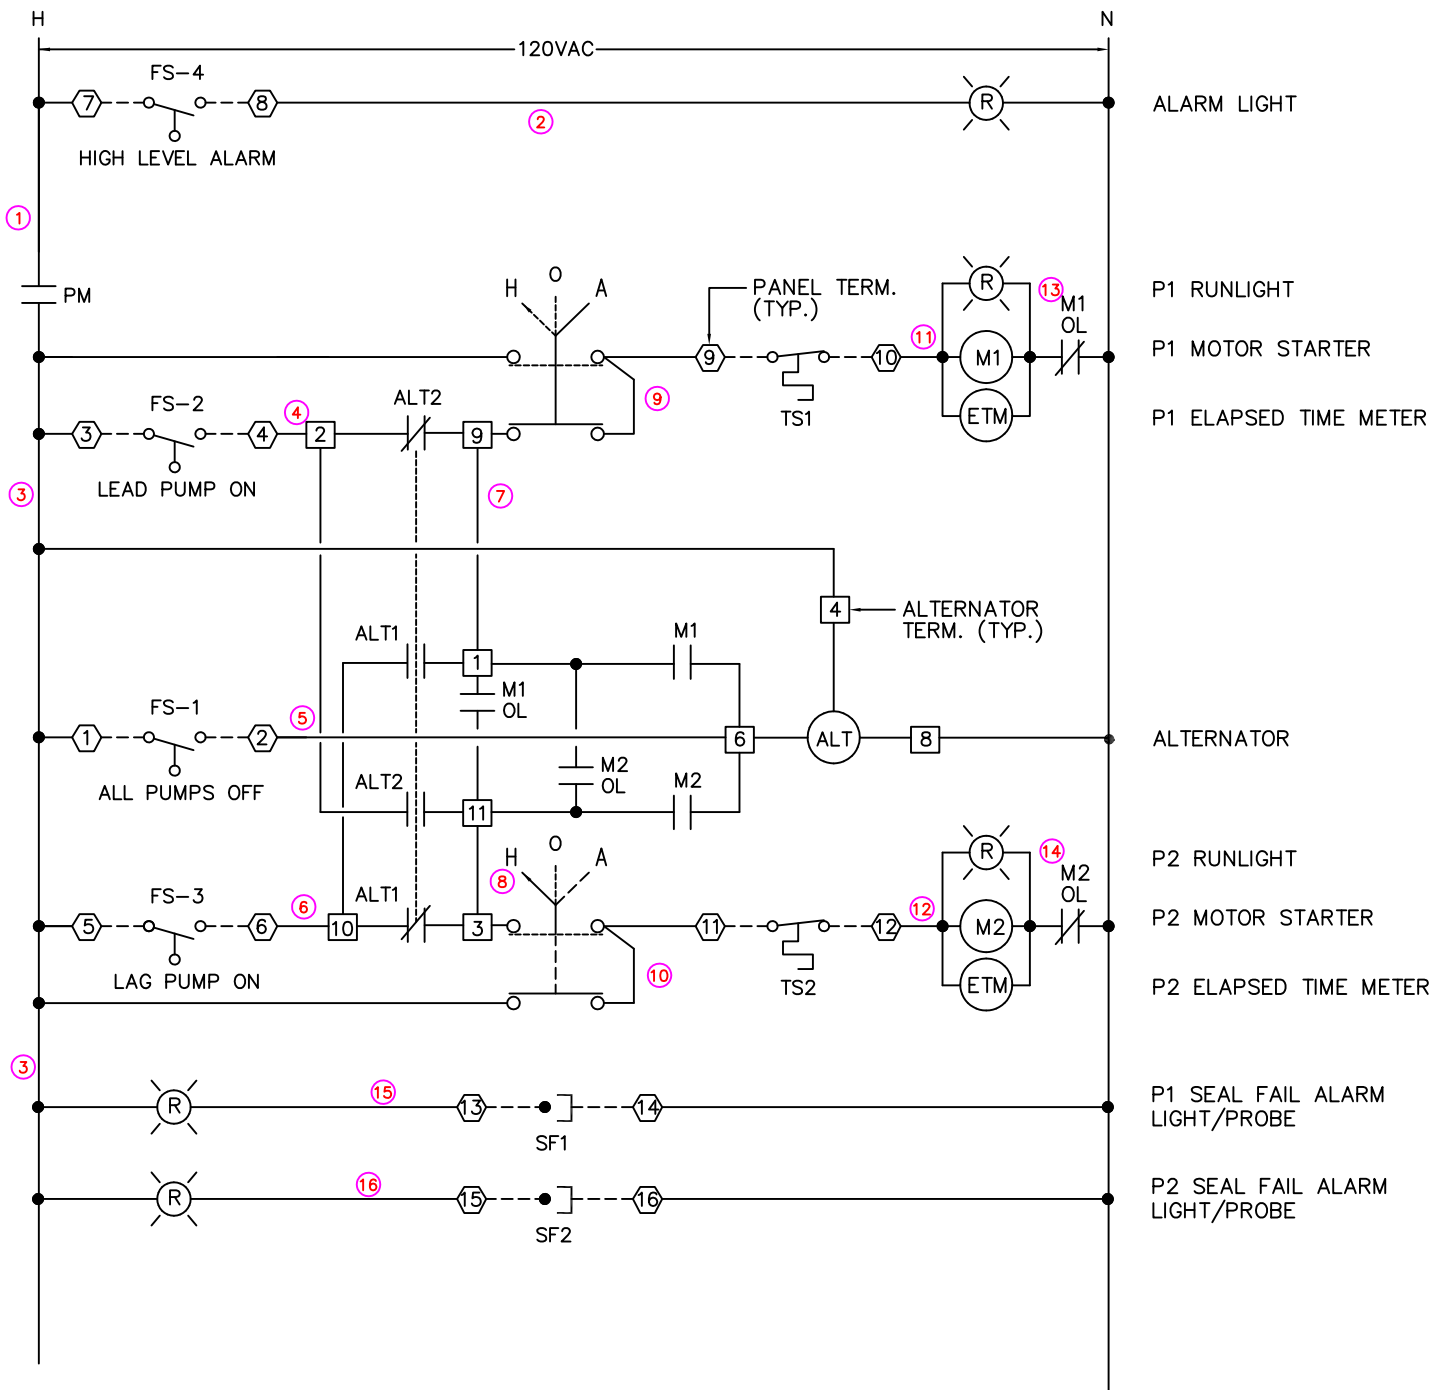 H
N
120VAC
FS-4
7
8
R
ALARM LIGHT
2
HIGH LEVEL ALARM
1
PM
H
O
A
PANEL TERM.
(TYP.)
R
13
M1
OL
P1 RUNLIGHT
9
TS1
10
11
M1
P1 MOTOR STARTER
ETM
P1 ELAPSED TIME METER
FS-2
3
4
4
2
ALT2
9
9
LEAD PUMP ON
3
7
4
ALTERNATOR
TERM. (TYP.)
ALT1
1
M1
M1
OL
FS-1
1
2
5
6
ALT
8
ALTERNATOR
ALL PUMPS OFF
M2
OL
ALT2
11
M2
H
O
A
8
R
14
M2
OL
P2 RUNLIGHT
FS-3
5
6
6
10
ALT1
3
11
TS2
12
12
M2
P2 MOTOR STARTER
LAG PUMP ON
10
ETM
P2 ELAPSED TIME METER
3
R
15
13
SF1
14
P1 SEAL FAIL ALARM
LIGHT/PROBE
R
16
15
SF2
16
P2 SEAL FAIL ALARM
LIGHT/PROBE